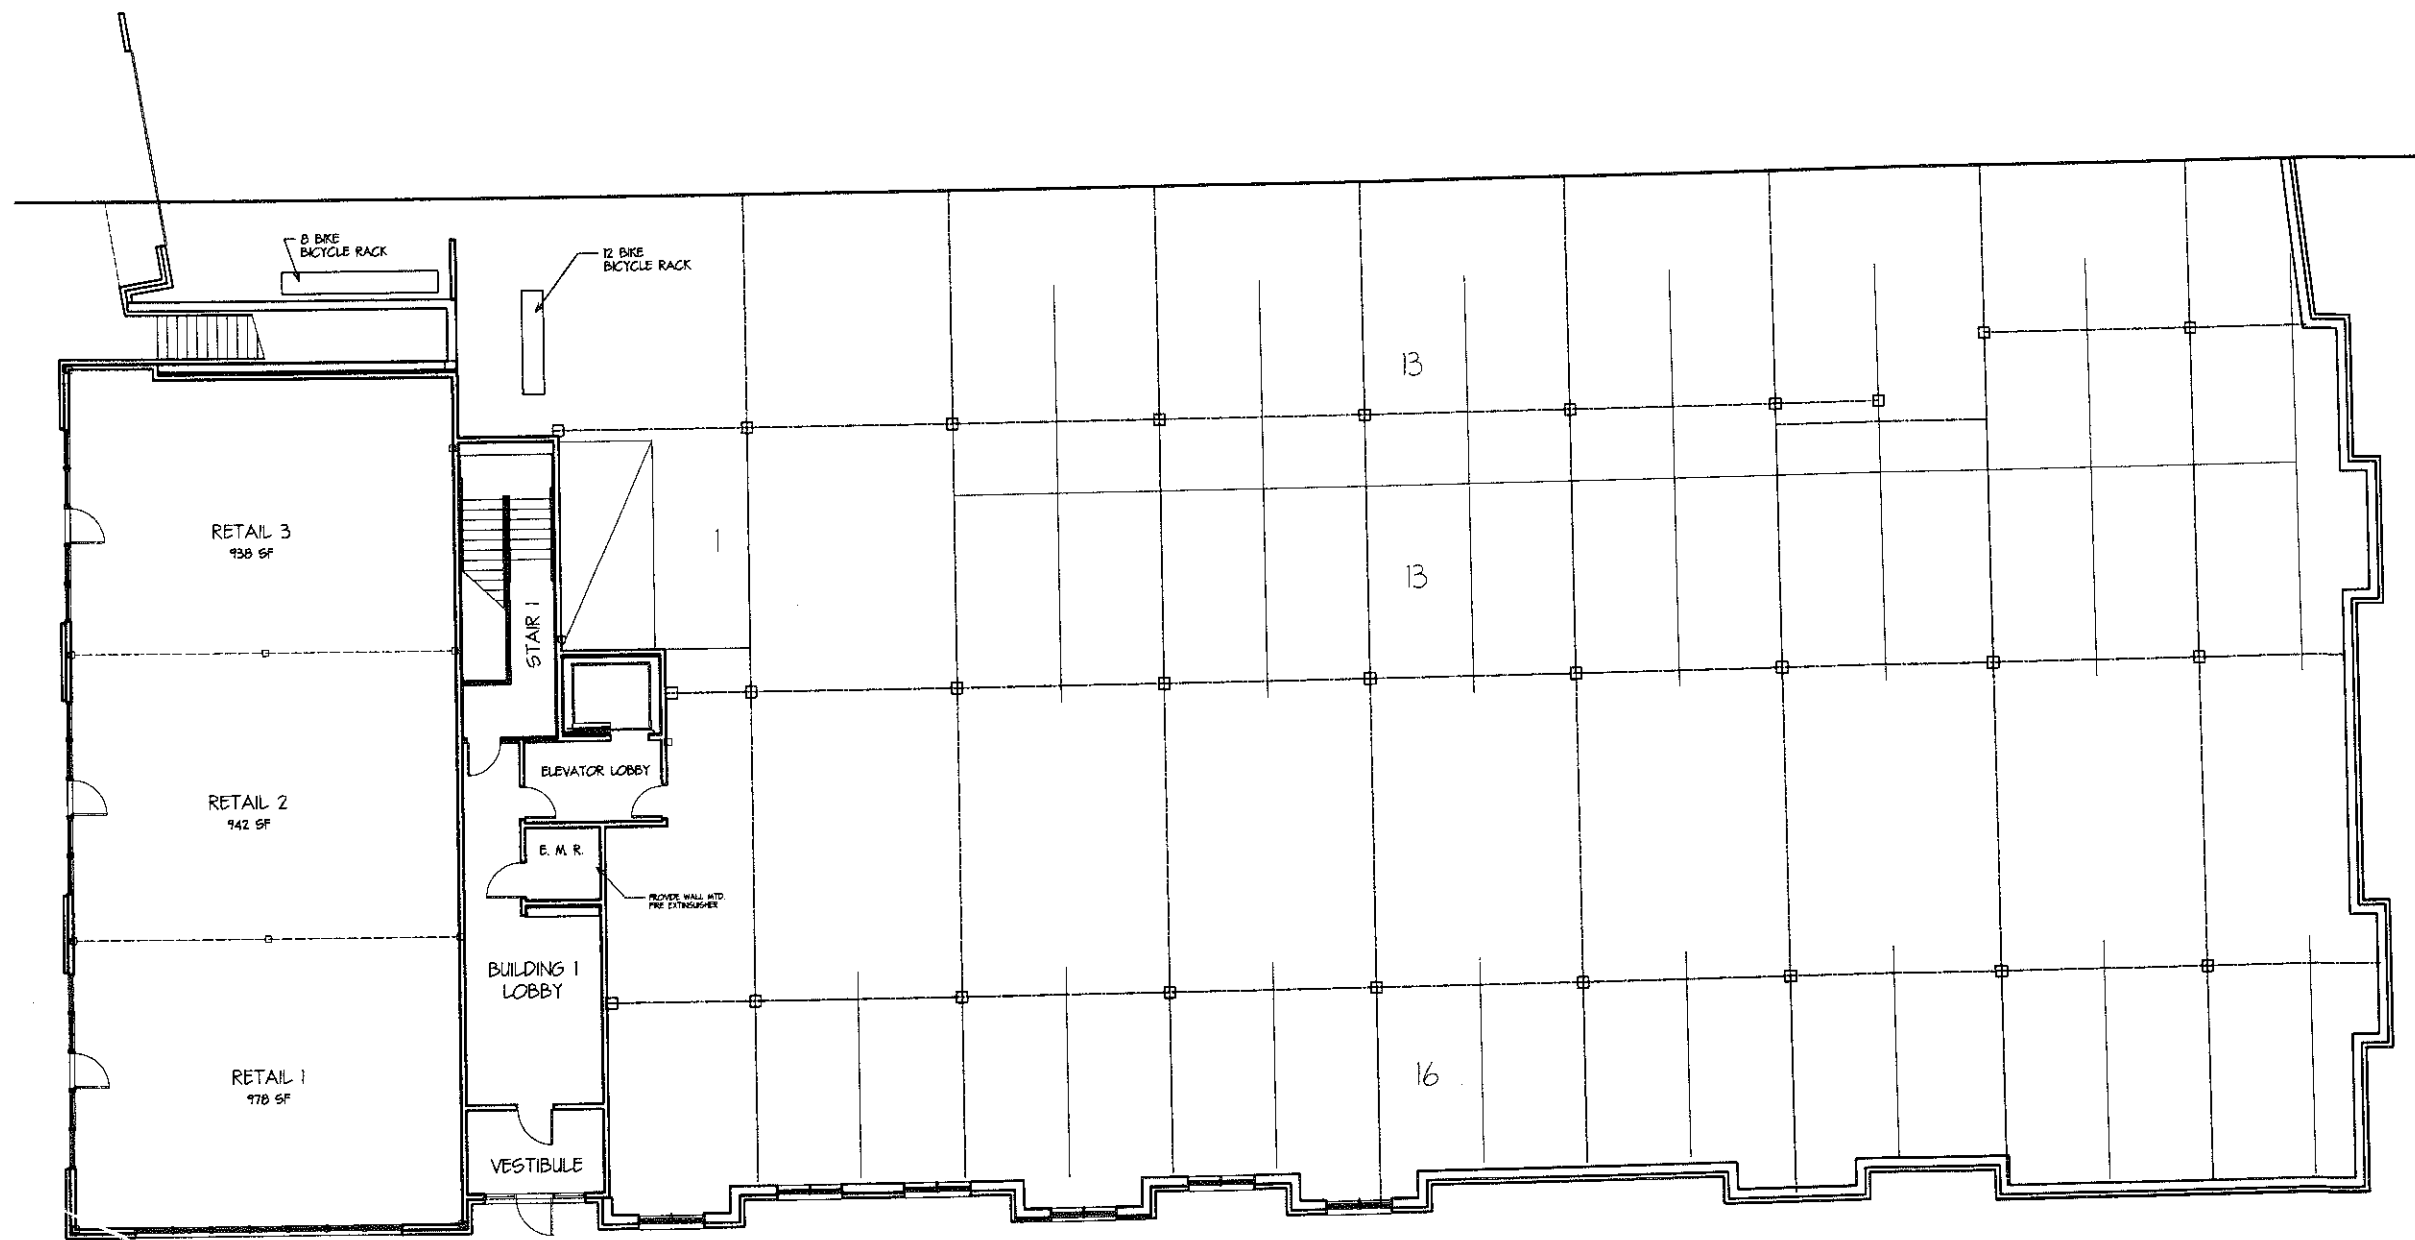 8 BIKE
BICYCLE RACK
12 BIKE
BICYCLE RACK
13
RETAIL 3
938 SF
1
13
STAIR 1
ELEVATOR LOBBY
RETAIL 2
942 SF
E. M. R.
PROVIDE WALL MTD.
FIRE EXTINGUISHER
BUILDING 1
LOBBY
RETAIL 1
978 SF
16
VESTIBULE